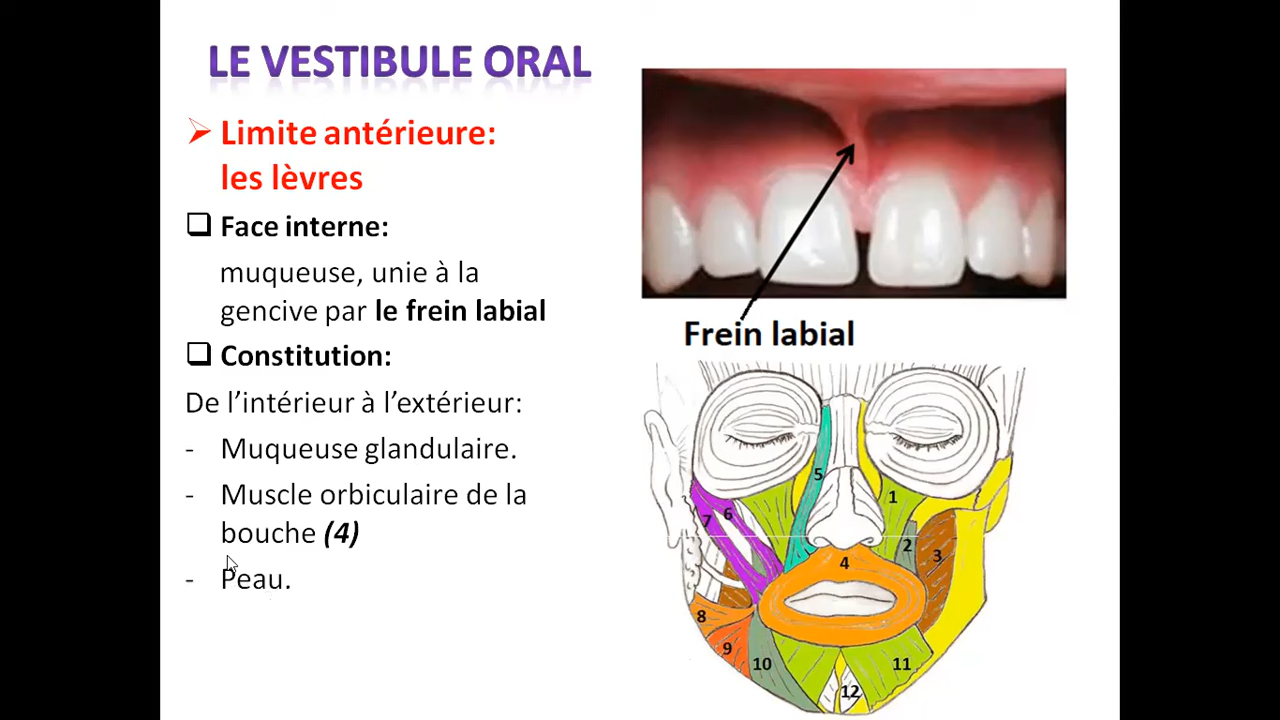 LE VESTIBULE ORAL
➢ Limite antérieure:
les lèvres
❑ Face interne:
muqueuse, unie à la
gencive par le frein labial
❑ Constitution:
De l’intérieur à l’extérieur:
- Muqueuse glandulaire.
- Muscle orbiculaire de la
bouche (4)
- Peau.
Frein labial
5
1
7
6
2
3
4
8
9
10
11
12